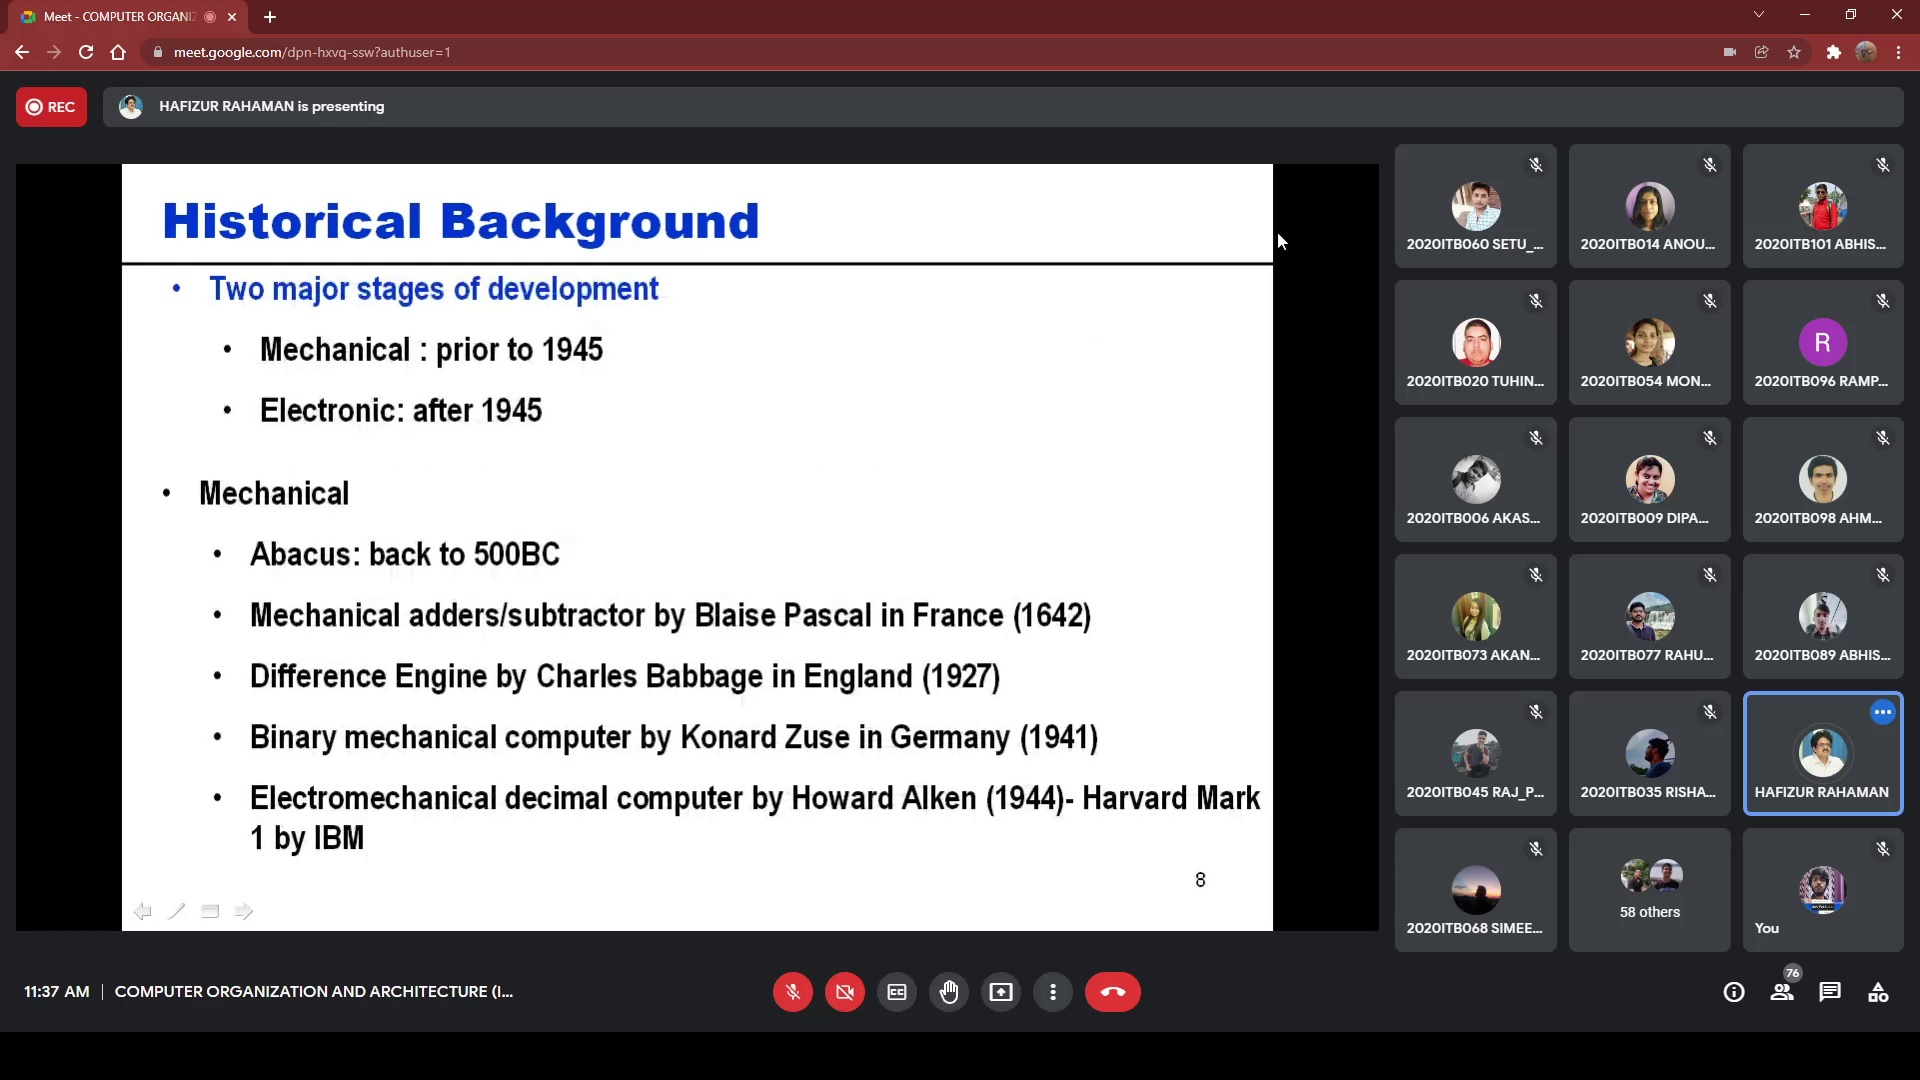 Meet - COMPUTER ORGANIZ
meet.google.com/dpn-hxvq-ssw?authuser=1
REC
HAFIZUR RAHAMAN is presenting
Historical Background
• Two major stages of development
• Mechanical : prior to 1945
• Electronic: after 1945
• Mechanical
• Abacus: back to 500BC
• Mechanical adders/subtractor by Blaise Pascal in France (1642)
• Difference Engine by Charles Babbage in England (1927)
• Binary mechanical computer by Konard Zuse in Germany (1941)
• Electromechanical decimal computer by Howard Alken (1944)- Harvard Mark
1 by IBM
8
2020ITB060 SETU_...
2020ITB014 ANOU...
2020ITB101 ABHIS...
R
2020ITB020 TUHIN...
2020ITB054 MON...
2020ITB096 RAMP...
2020ITB006 AKAS...
2020ITB009 DIPA...
2020ITB098 AHM...
2020ITB073 AKAN...
2020ITB077 RAHU...
2020ITB089 ABHIS...
2020ITB045 RAJ_P...
2020ITB035 RISHA...
HAFIZUR RAHAMAN
2020ITB068 SIMEE...
58 others
You
11:37 AM | COMPUTER ORGANIZATION AND ARCHITECTURE (I...
76